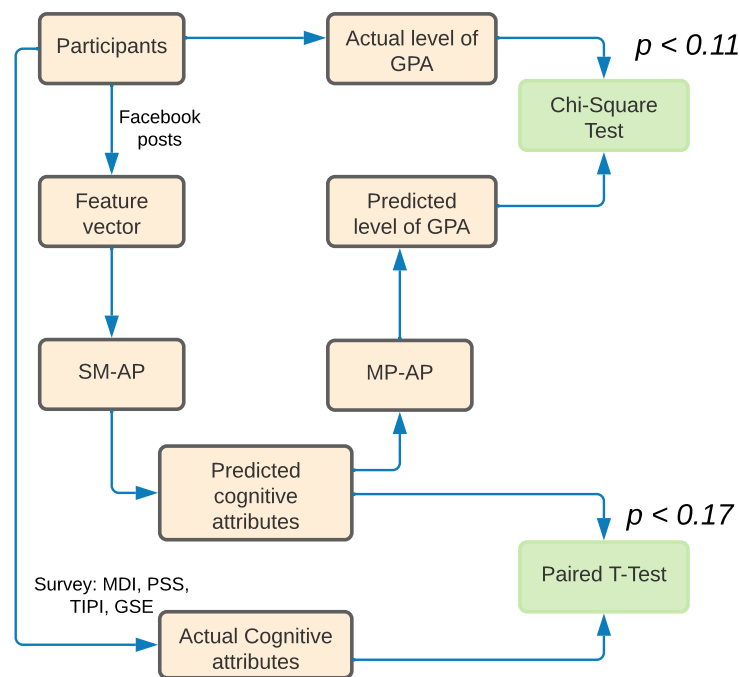 Participants
Actual level of
GPA
p < 0.11
Chi-Square
Test
Facebook
posts
Feature
vector
Predicted
level of GPA
SM-AP
MP-AP
Predicted
cognitive
attributes
p < 0.17
Paired T-Test
Survey: MDI, PSS,
TIPI, GSE
Actual Cognitive
attributes